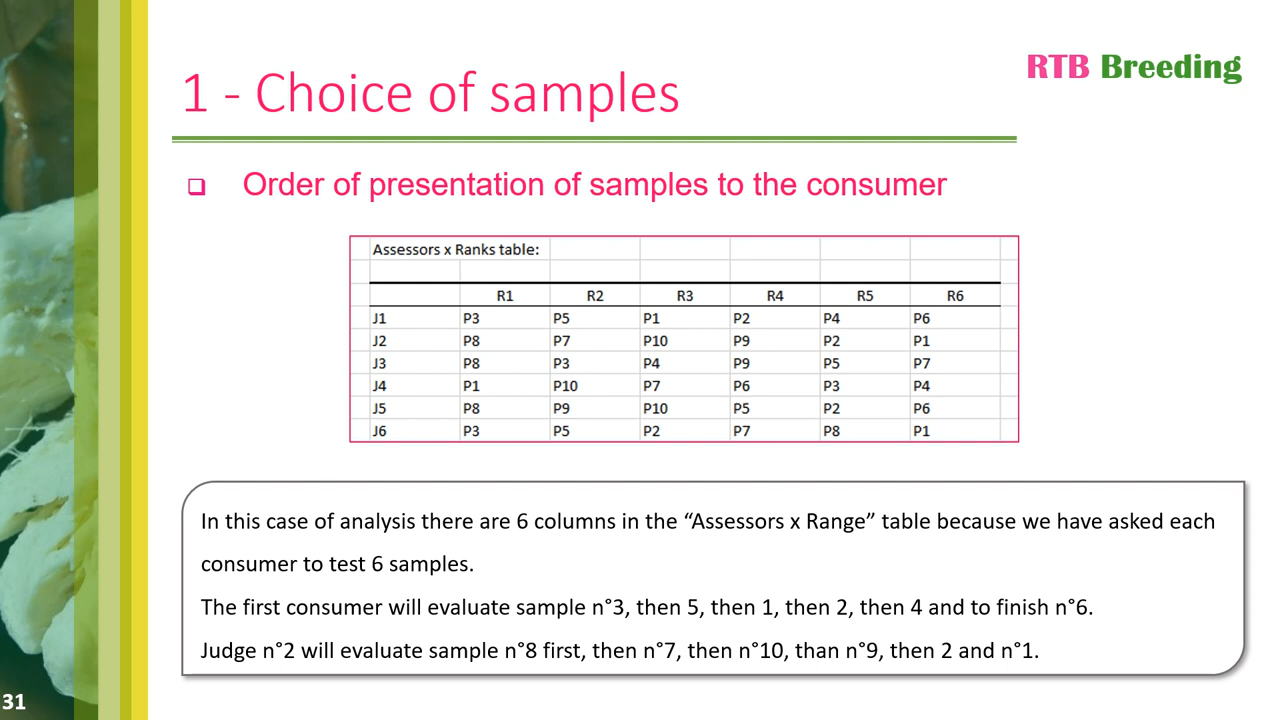 RTB Breeding
1 - Choice of samples
❑ Order of presentation of samples to the consumer
Assessors x Ranks table:
R1 R2 R3 R4 R5 R6
J1 P3 P5 P1 P2 P4 P6
J2 P8 P7 P10 P9 P2 P1
J3 P8 P3 P4 P9 P5 P7
J4 P1 P10 P7 P6 P3 P4
J5 P8 P9 P10 P5 P2 P6
J6 P3 P5 P2 P7 P8 P1
In this case of analysis there are 6 columns in the “Assessors x Range” table because we have asked each
consumer to test 6 samples.
The first consumer will evaluate sample n°3, then 5, then 1, then 2, then 4 and to finish n°6.
Judge n°2 will evaluate sample n°8 first, then n°7, then n°10, than n°9, then 2 and n°1.
31